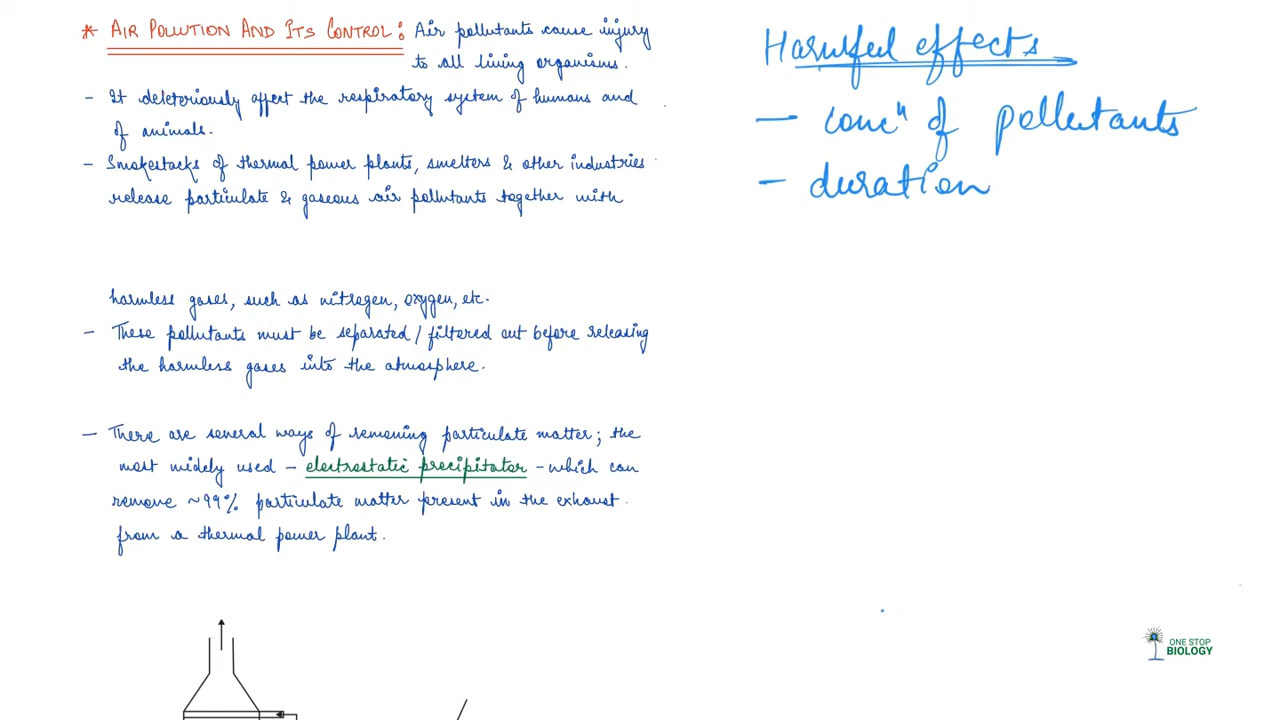 * AIR POLLUTION AND ITS CONTROL: Air pollutants cause injury
to all living organisms.
- It deleteriously affect the respiratory system of humans and
of animals.
- Smokestacks of thermal power plants, smelters & other industries
release particulate & gaseous air pollutants together with
harmless gases, such as nitrogen, oxygen, etc.
- These pollutants must be separated/filtered out before releasing
the harmless gases into the atmosphere.
- There are several ways of removing particulate matter; the
most widely used - electrostatic precipitator - which can
remove ~99% particulate matter present in the exhaust
from a thermal power plant.
Harmful effects
- concⁿ of pollutants
- duration
ONE STOP
BIOLOGY